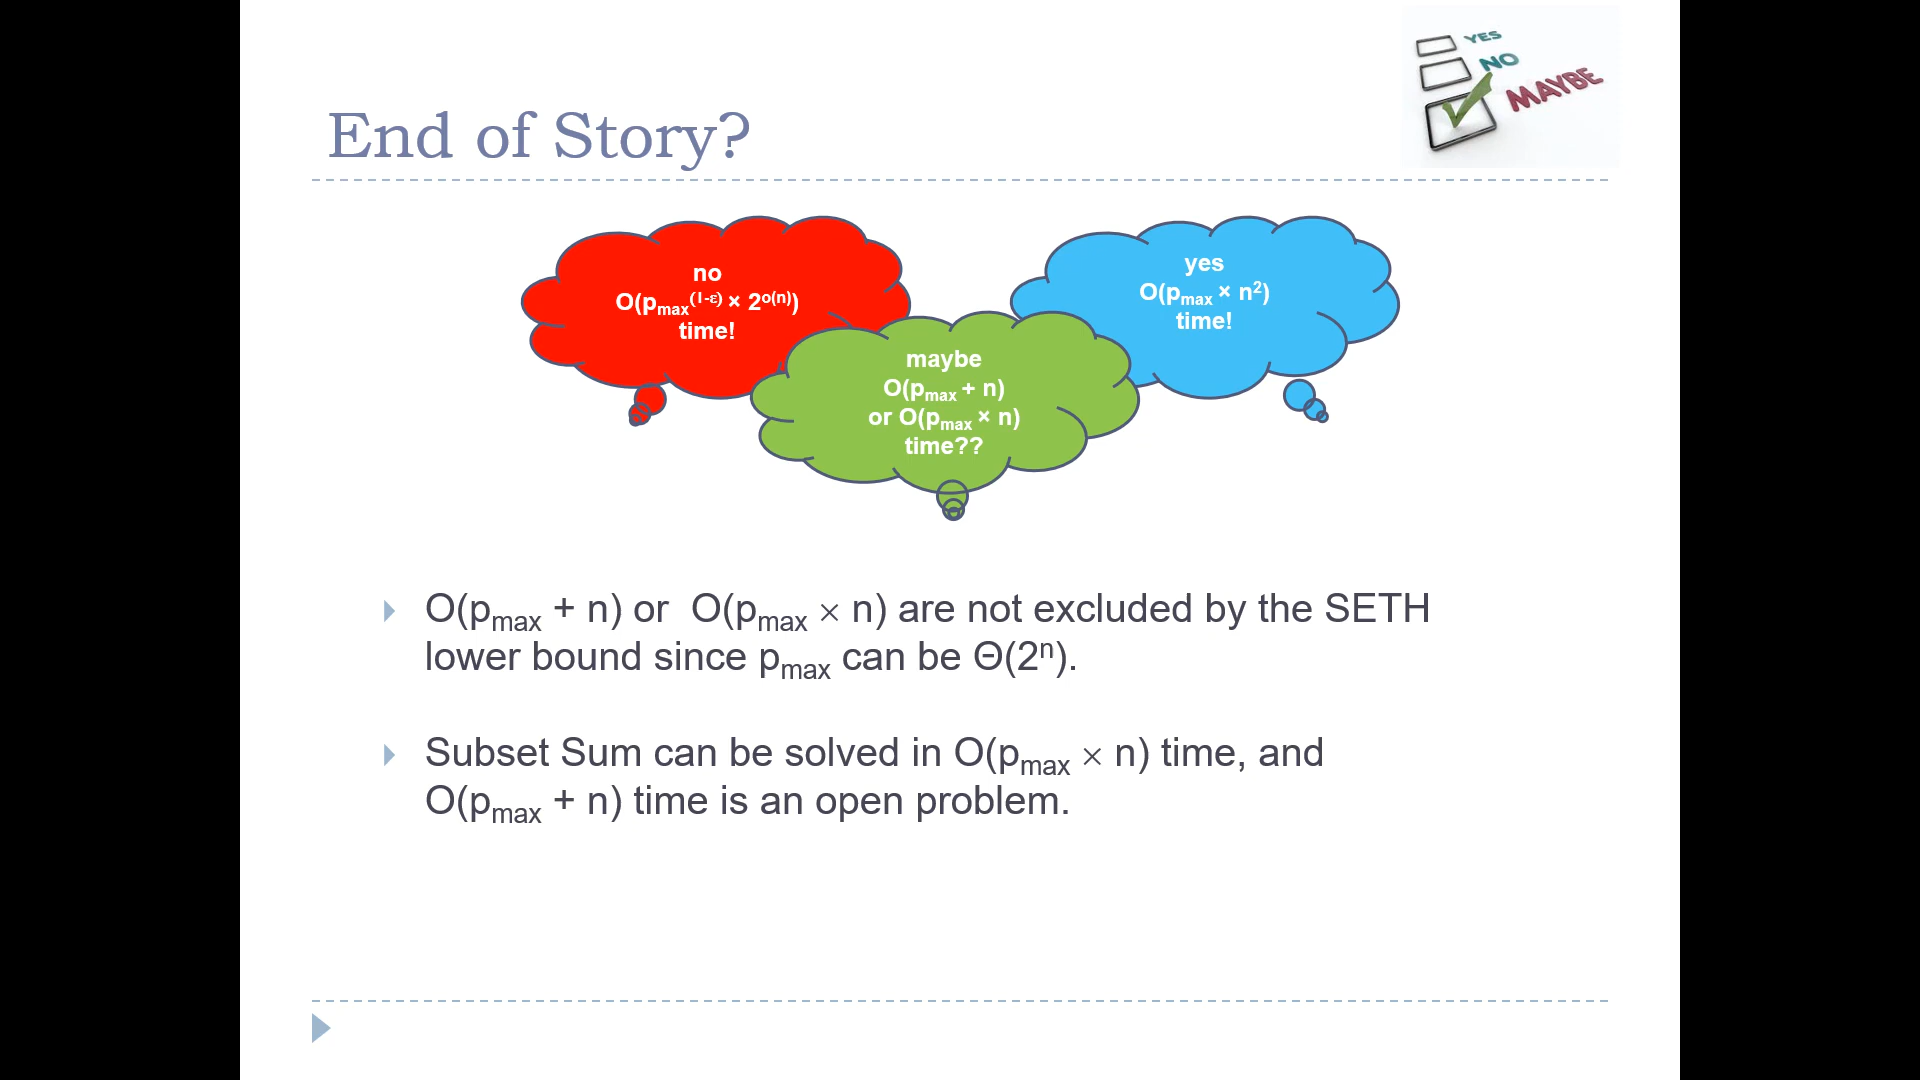 YES
NO
MAYBE
End of Story?
no
O(pmax(1-ε) × 2o(n))
time!
yes
O(pmax × n2)
time!
maybe
O(pmax + n)
or O(pmax × n)
time??
O(pmax + n) or O(pmax × n) are not excluded by the SETH
lower bound since pmax can be Θ(2n).
Subset Sum can be solved in O(pmax × n) time, and
O(pmax + n) time is an open problem.